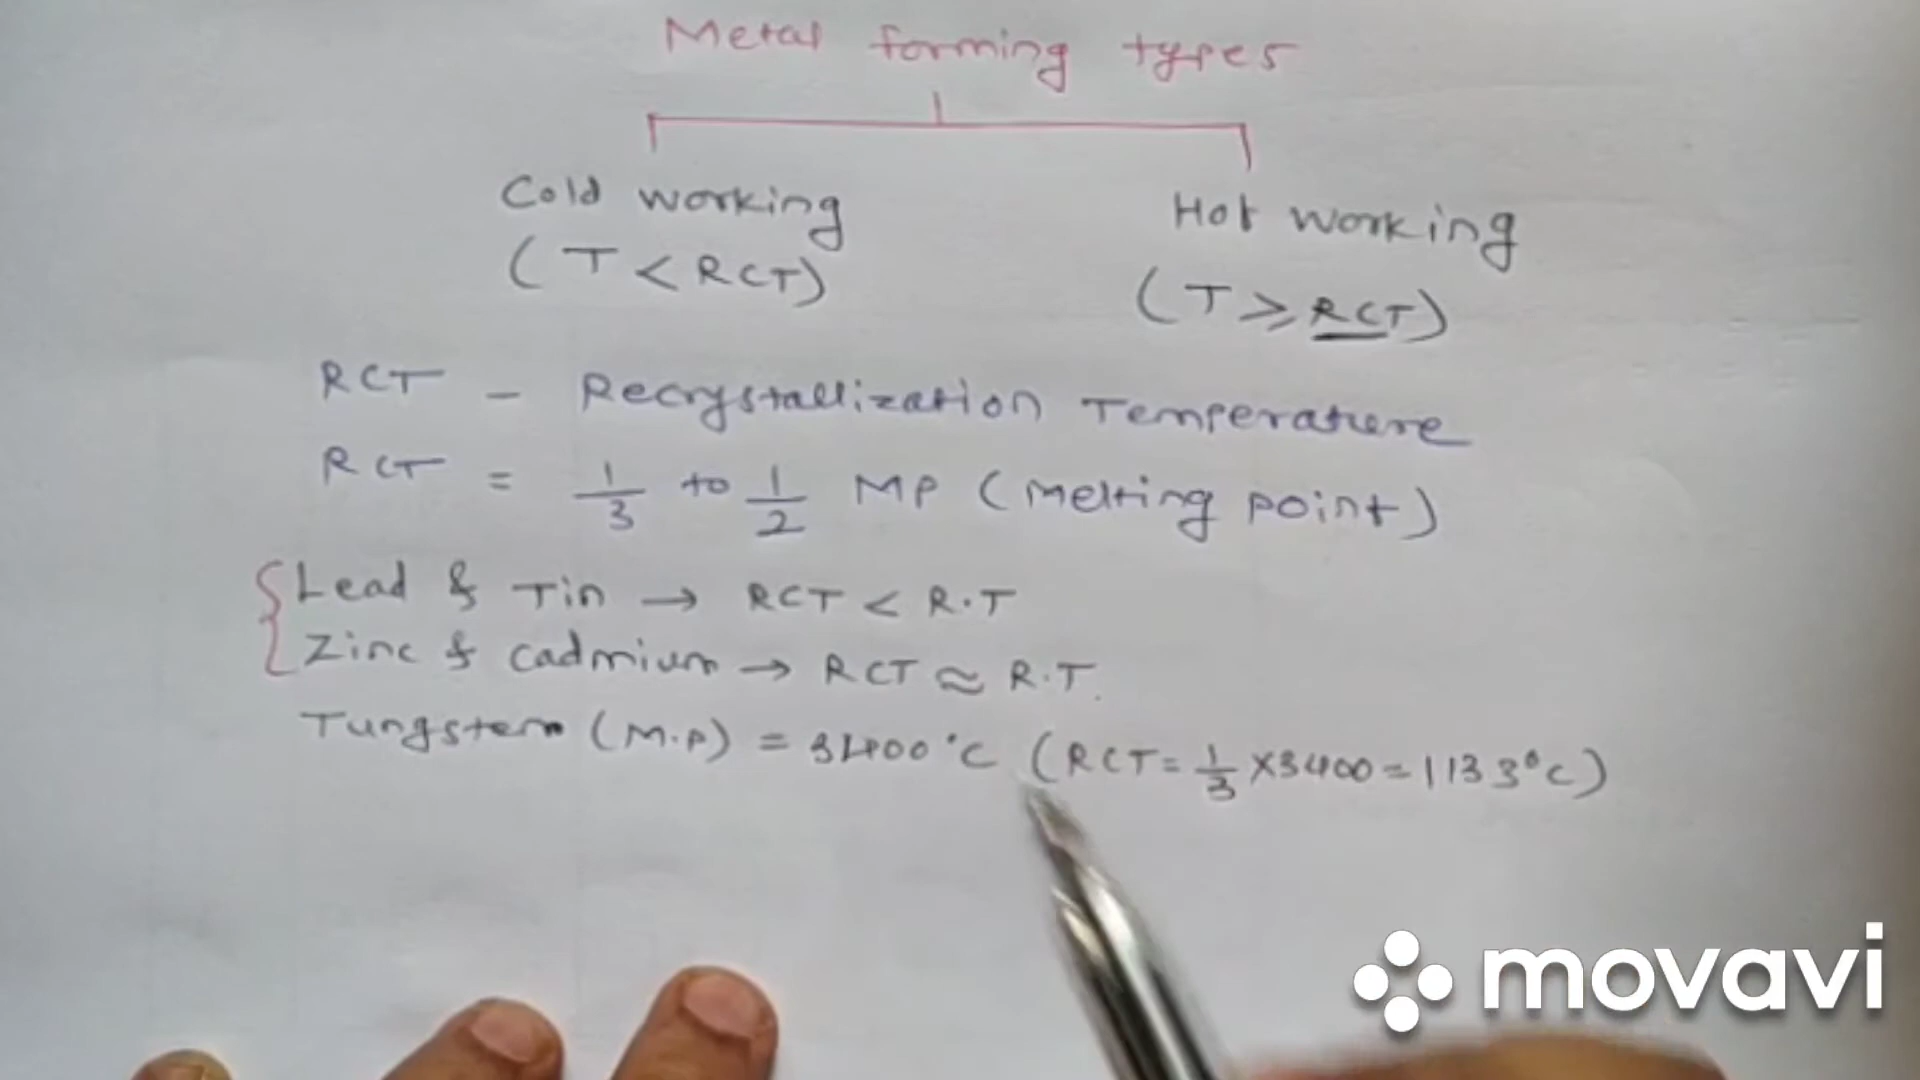 Metal forming types
Cold working
(T < RCT)
Hot working
(T ≥ RCT)
RCT - Recrystallization Temperature
RCT = 1/3 to 1/2 MP (Melting point)
Lead & Tin → RCT < R.T
Zinc & cadmium → RCT ≈ R.T.
Tungsten (M.P) = 3400°C (RCT = 1/3 × 3400 = 1133°C)
movavi